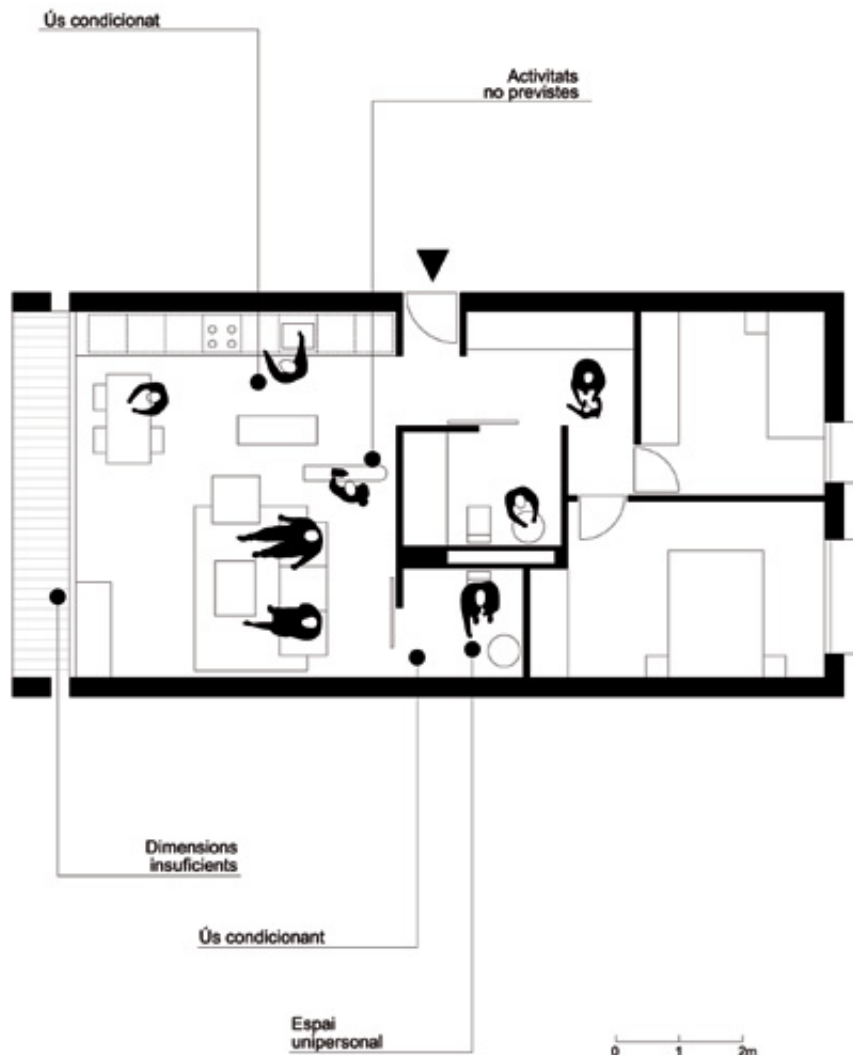 Ús condicionat
Activitats
no previstes
Dimensions
insuficients
Ús condicionant
Espai
unipersonal
0 1 2m